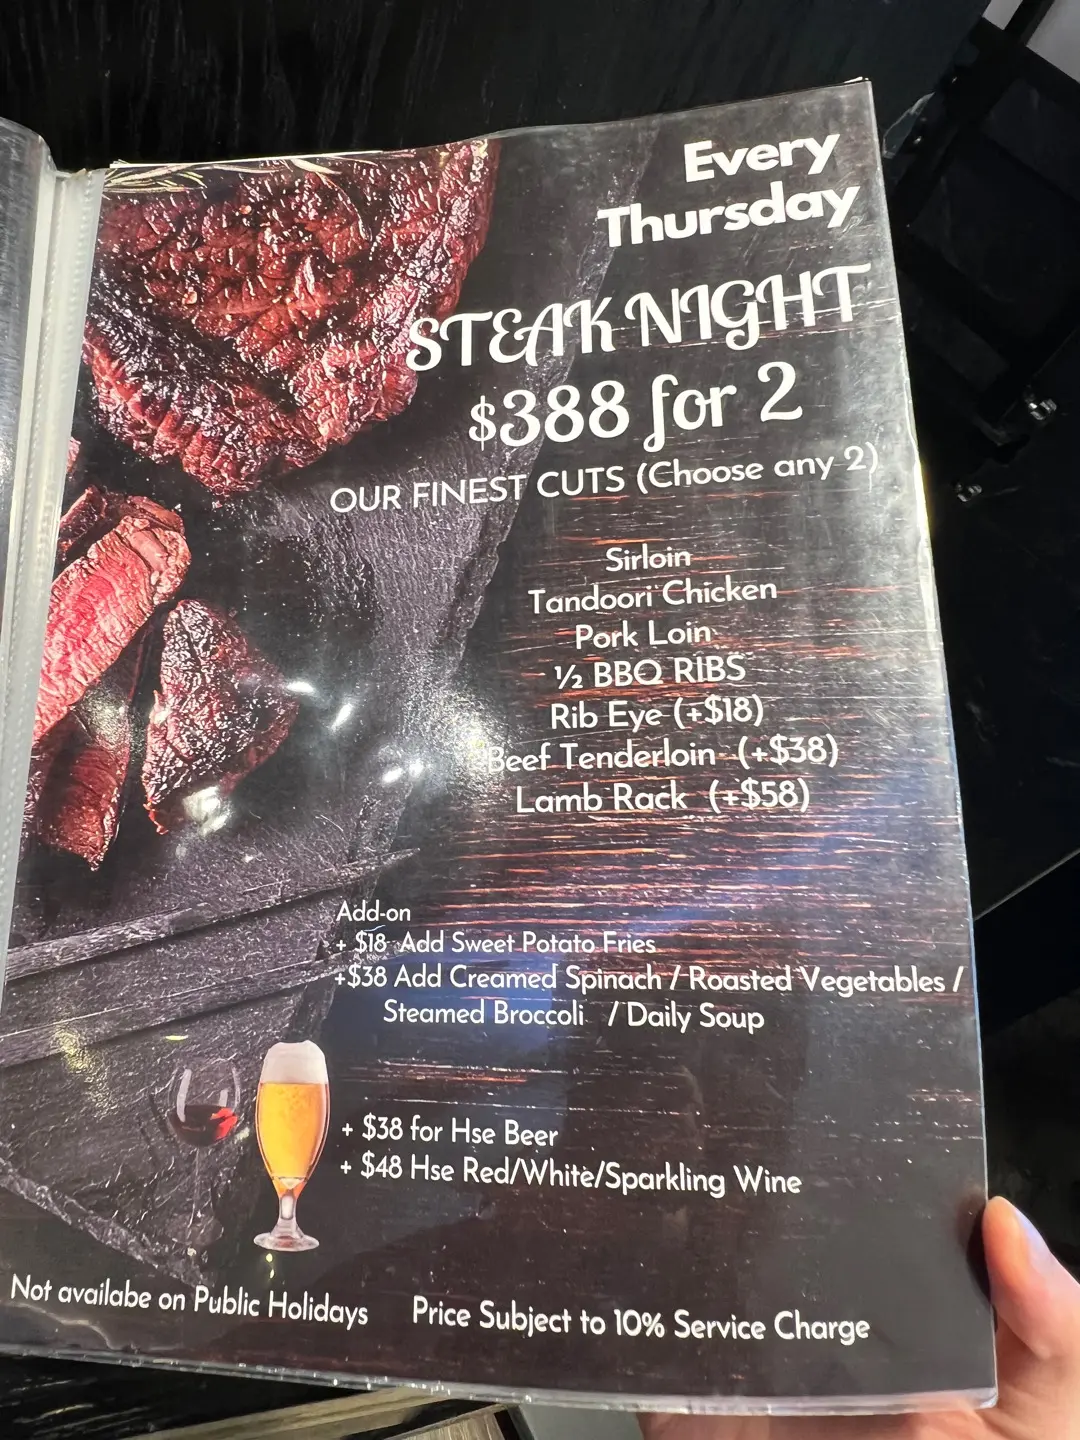 Every
Thursday
STEAK NIGHT
$388 for 2
OUR FINEST CUTS (Choose any 2)
Sirloin
Tandoori Chicken
Pork Loin
½ BBQ RIBS
Rib Eye (+$18)
Beef Tenderloin (+$38)
Lamb Rack (+$58)
Add-on
+ $18 Add Sweet Potato Fries
+$38 Add Creamed Spinach / Roasted Vegetables /
Steamed Broccoli / Daily Soup
+ $38 for Hse Beer
+ $48 Hse Red/White/Sparkling Wine
Not availabe on Public Holidays Price Subject to 10% Service Charge